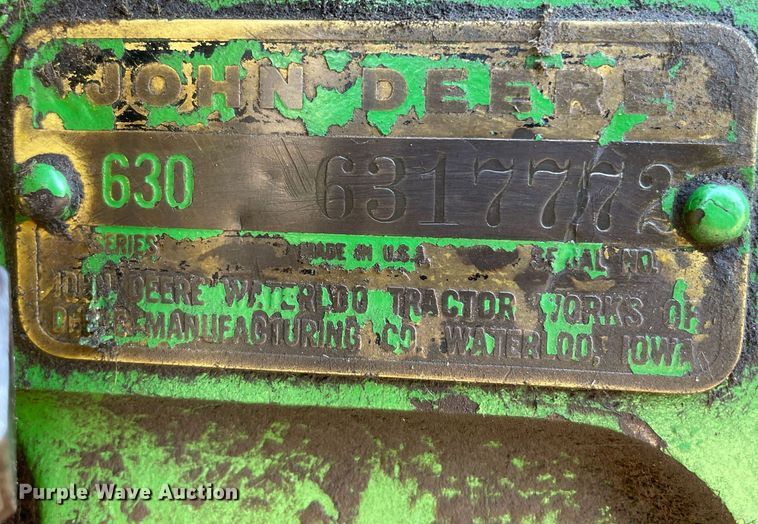 JOHN DEERE
630 6317772
SERIES MADE IN U.S.A. SERIAL NO.
JOHN DEERE WATERLOO TRACTOR WORKS OF
DEERE MANUFACTURING CO. WATERLOO, IOWA
Purple Wave Auction